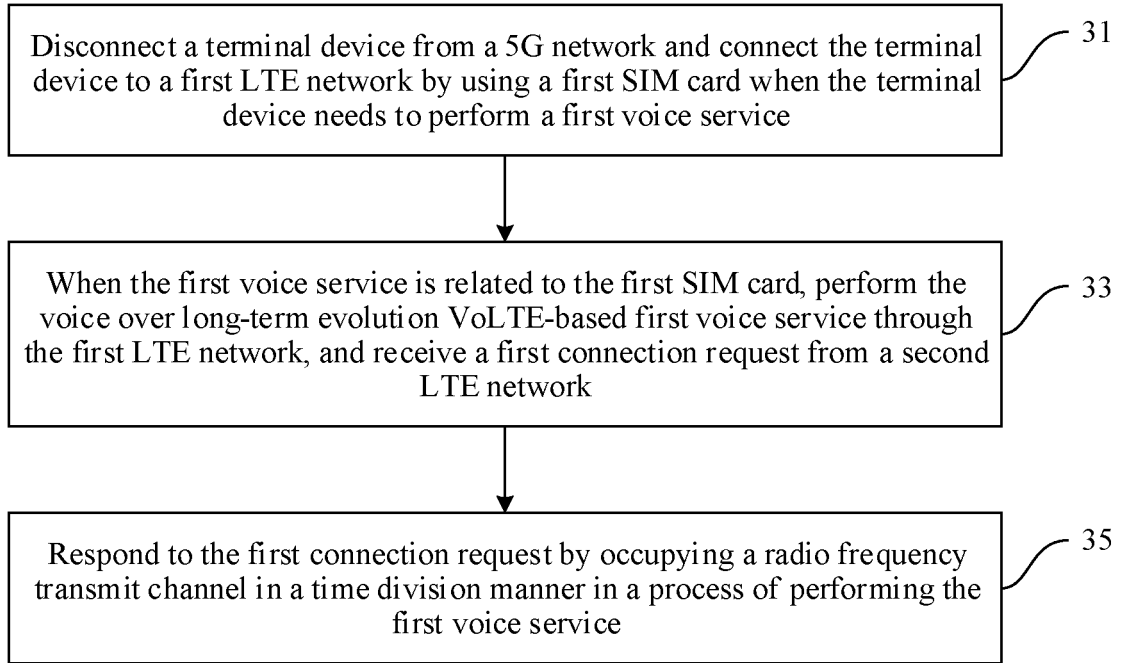 Disconnect a terminal device from a 5G network and connect the terminal
device to a first LTE network by using a first SIM card when the terminal
device needs to perform a first voice service
31
When the first voice service is related to the first SIM card, perform the
voice over long-term evolution VoLTE-based first voice service through
the first LTE network, and receive a first connection request from a second
LTE network
33
Respond to the first connection request by occupying a radio frequency
transmit channel in a time division manner in a process of performing the
first voice service
35